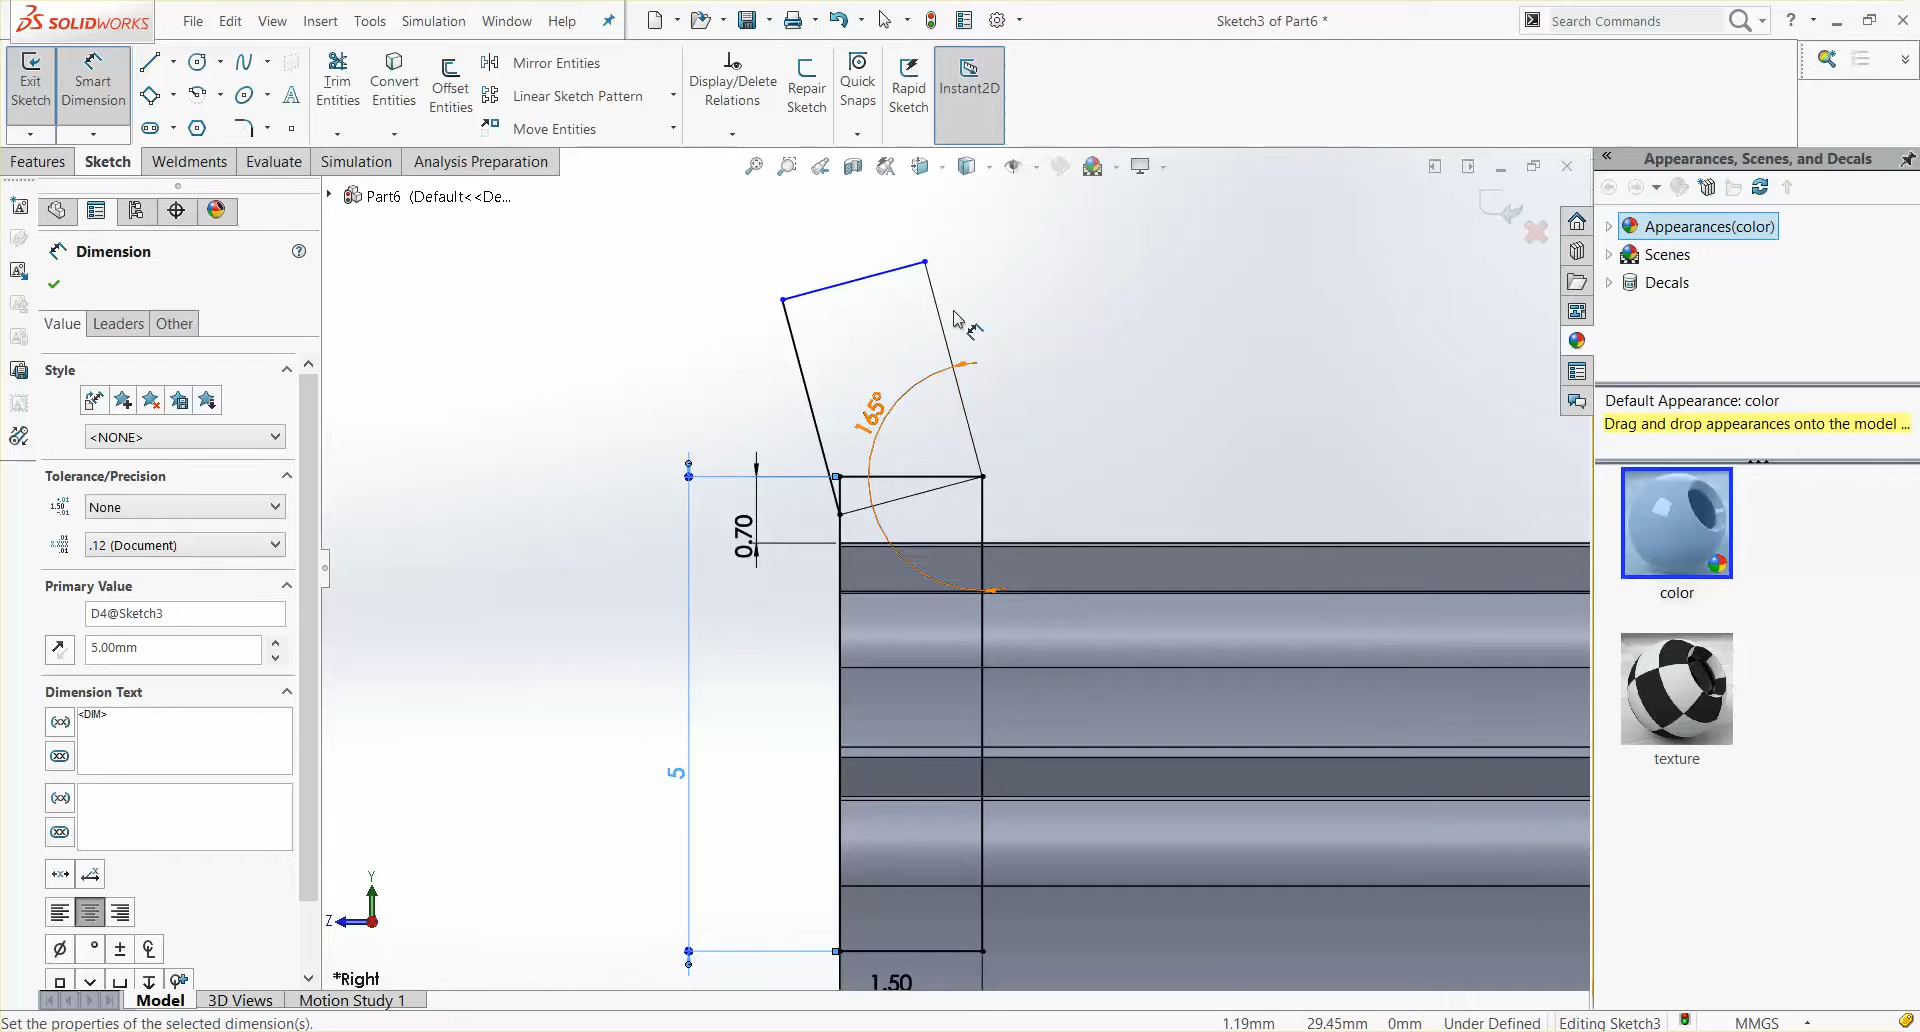 SOLIDWORKS
File Edit View Insert Tools Simulation Window Help
Sketch3 of Part6 *
Search Commands
Exit Sketch
Smart Dimension
Trim Entities
Convert Entities
Offset Entities
Mirror Entities
Linear Sketch Pattern
Move Entities
Display/Delete Relations
Repair Sketch
Quick Snaps
Rapid Sketch
Instant2D
Features Sketch Weldments Evaluate Simulation Analysis Preparation
Part6 (Default<<De...
Dimension
Value Leaders Other
Style
<NONE>
Tolerance/Precision
None
.12 (Document)
Primary Value
D4@Sketch3
5.00mm
Dimension Text
<DIM>
165°
0.70
5
1.50
Y
Z
*Right
Appearances, Scenes, and Decals
Appearances(color)
Scenes
Decals
Default Appearance: color
Drag and drop appearances onto the model ...
color
texture
Model 3D Views Motion Study 1
Set the properties of the selected dimension(s).
1.19mm 29.45mm 0mm Under Defined Editing Sketch3 MMGS